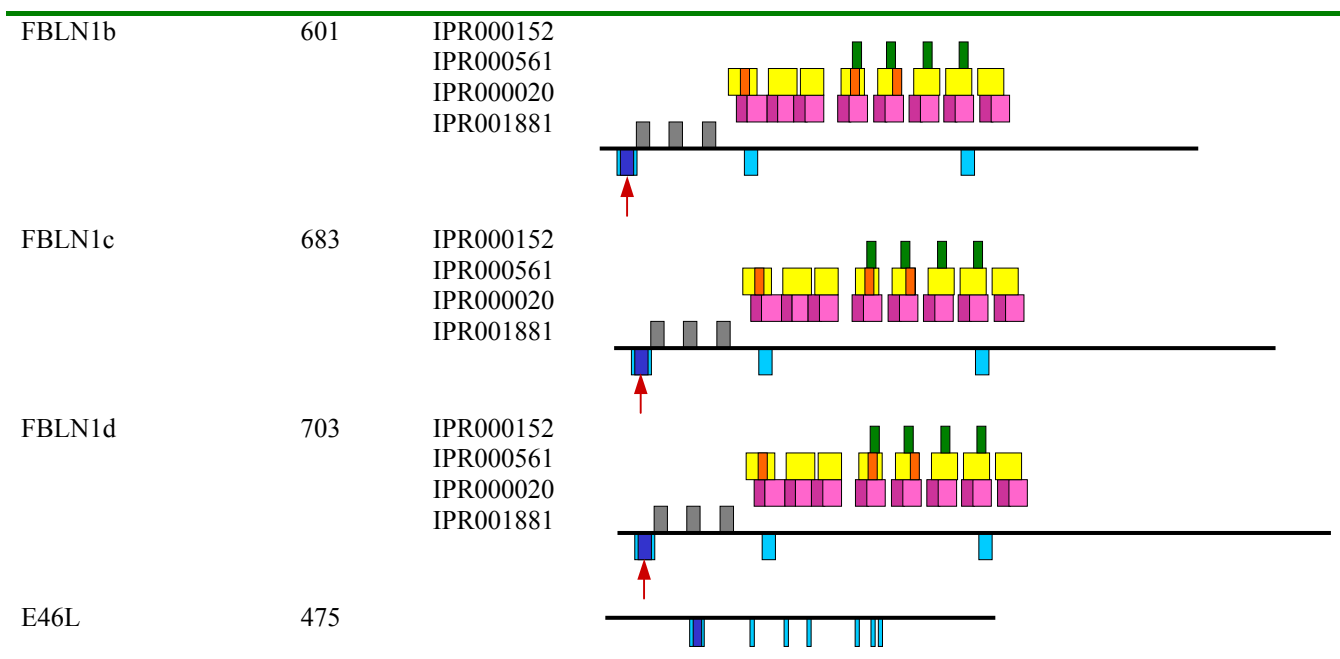 FBLN1b 601 IPR000152
IPR000561
IPR000020
IPR001881
FBLN1c 683 IPR000152
IPR000561
IPR000020
IPR001881
FBLN1d 703 IPR000152
IPR000561
IPR000020
IPR001881
E46L 475